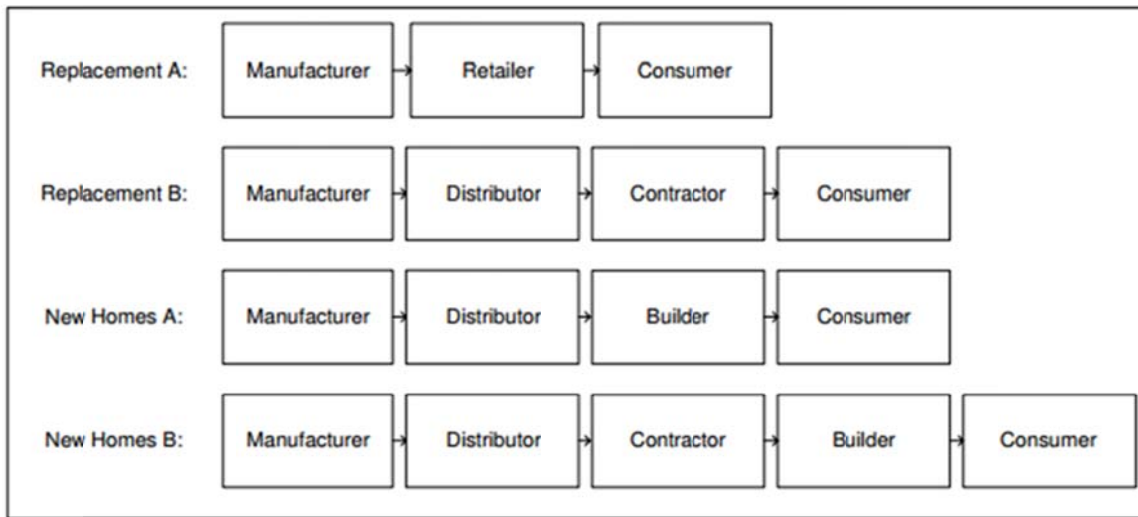 Replacement A: Manufacturer Retailer Consumer
Replacement B: Manufacturer Distributor Contractor Consumer
New Homes A: Manufacturer Distributor Builder Consumer
New Homes B: Manufacturer Distributor Contractor Builder Consumer